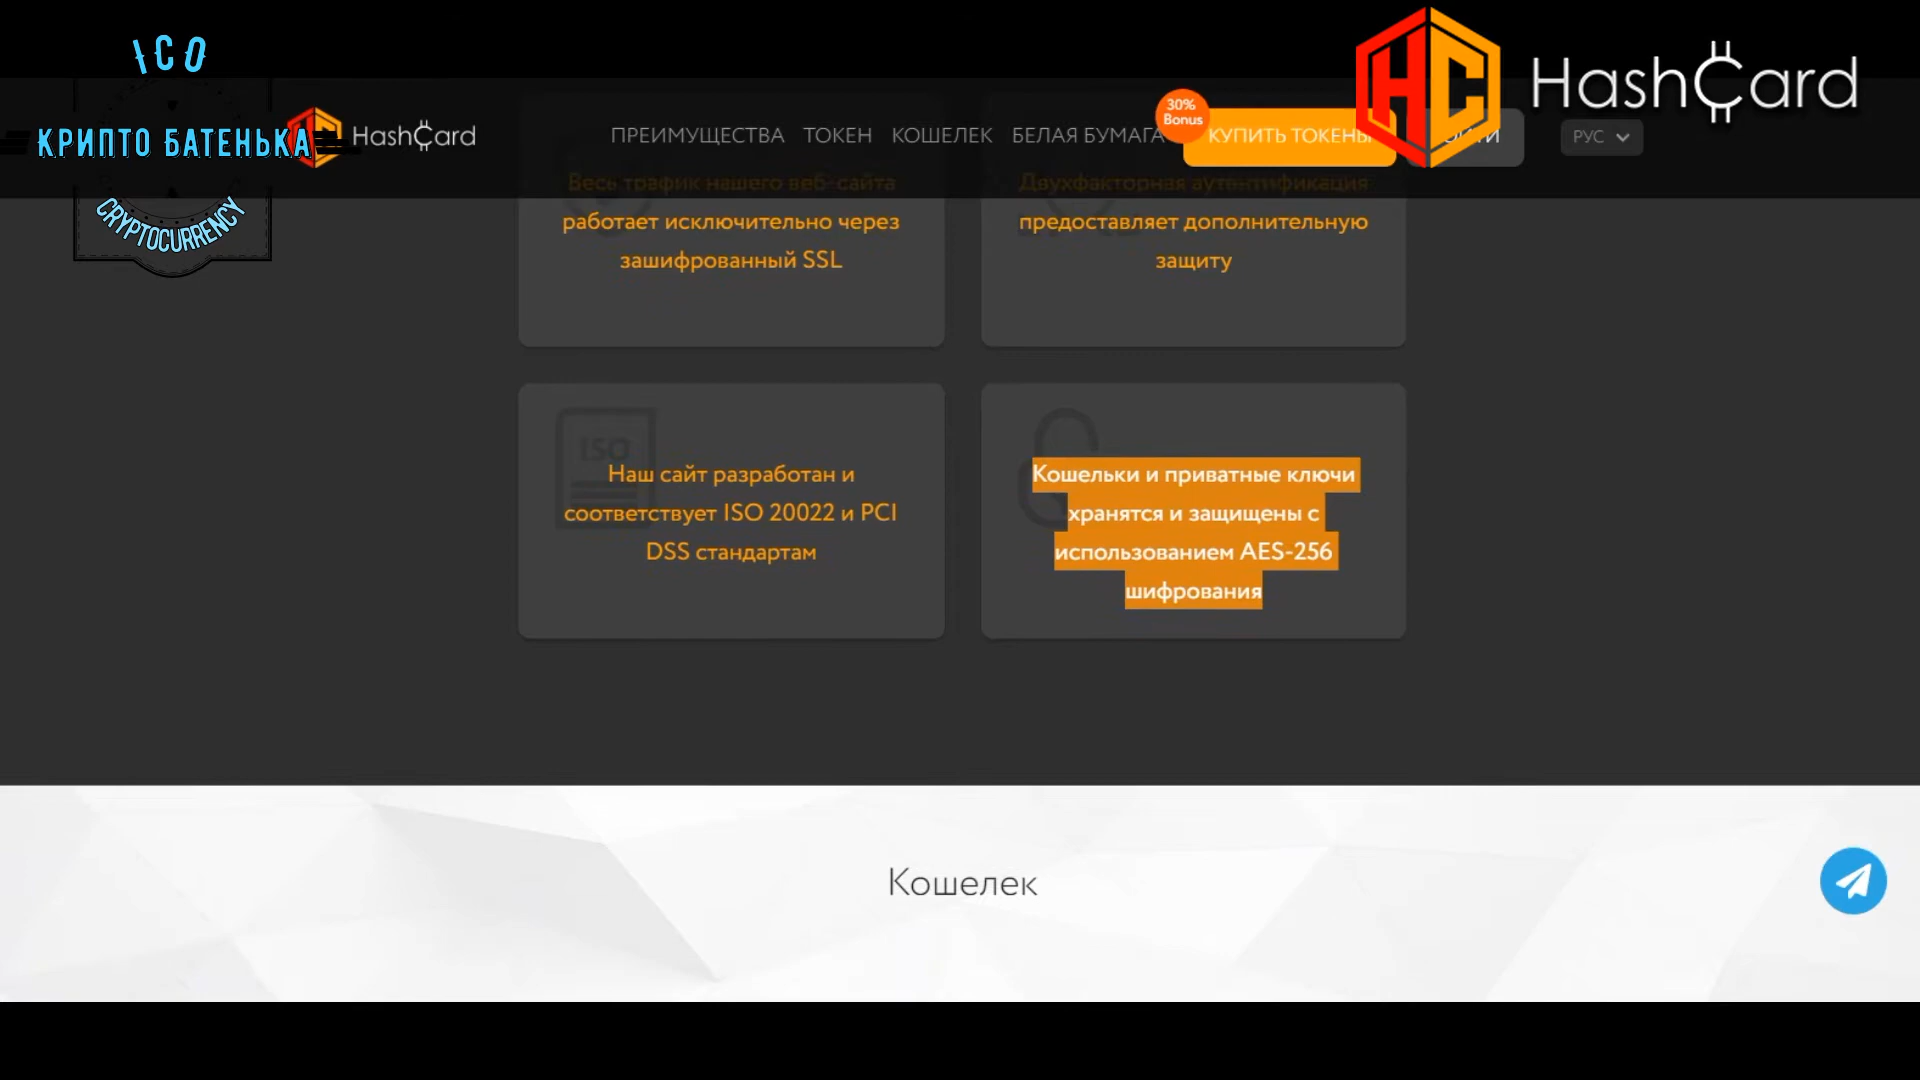 ICO
КРИПТО БАТЕНЬКА
CRYPTOCURRENCY
HashCard
ПРЕИМУЩЕСТВА ТОКЕН КОШЕЛЕК БЕЛАЯ БУМАГА
30%
Bonus
КУПИТЬ ТОКЕНЫ
РУС
HashCard
Весь трафик нашего веб-сайта
работает исключительно через
зашифрованный SSL
Двухфакторная аутентификация
предоставляет дополнительную
защиту
ISO
Наш сайт разработан и
соответствует ISO 20022 и PCI
DSS стандартам
Кошельки и приватные ключи
хранятся и защищены с
использованием AES-256
шифрования
Кошелек